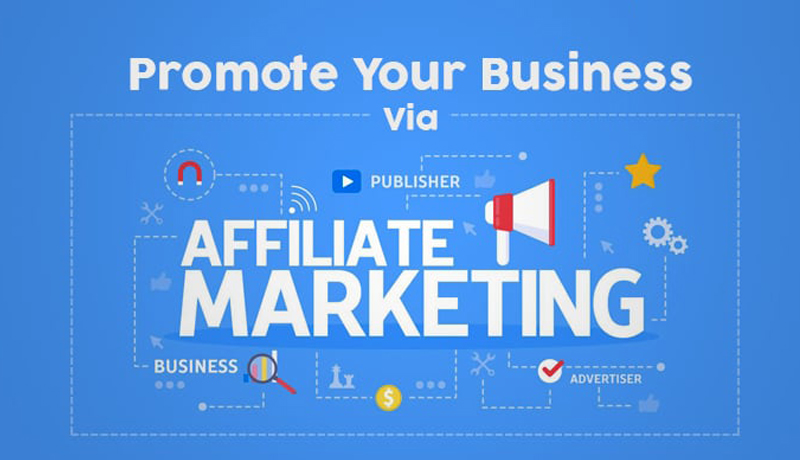 Promote Your Business
Via
PUBLISHER
AFFILIATE
MARKETING
BUSINESS
$
ADVERTISER